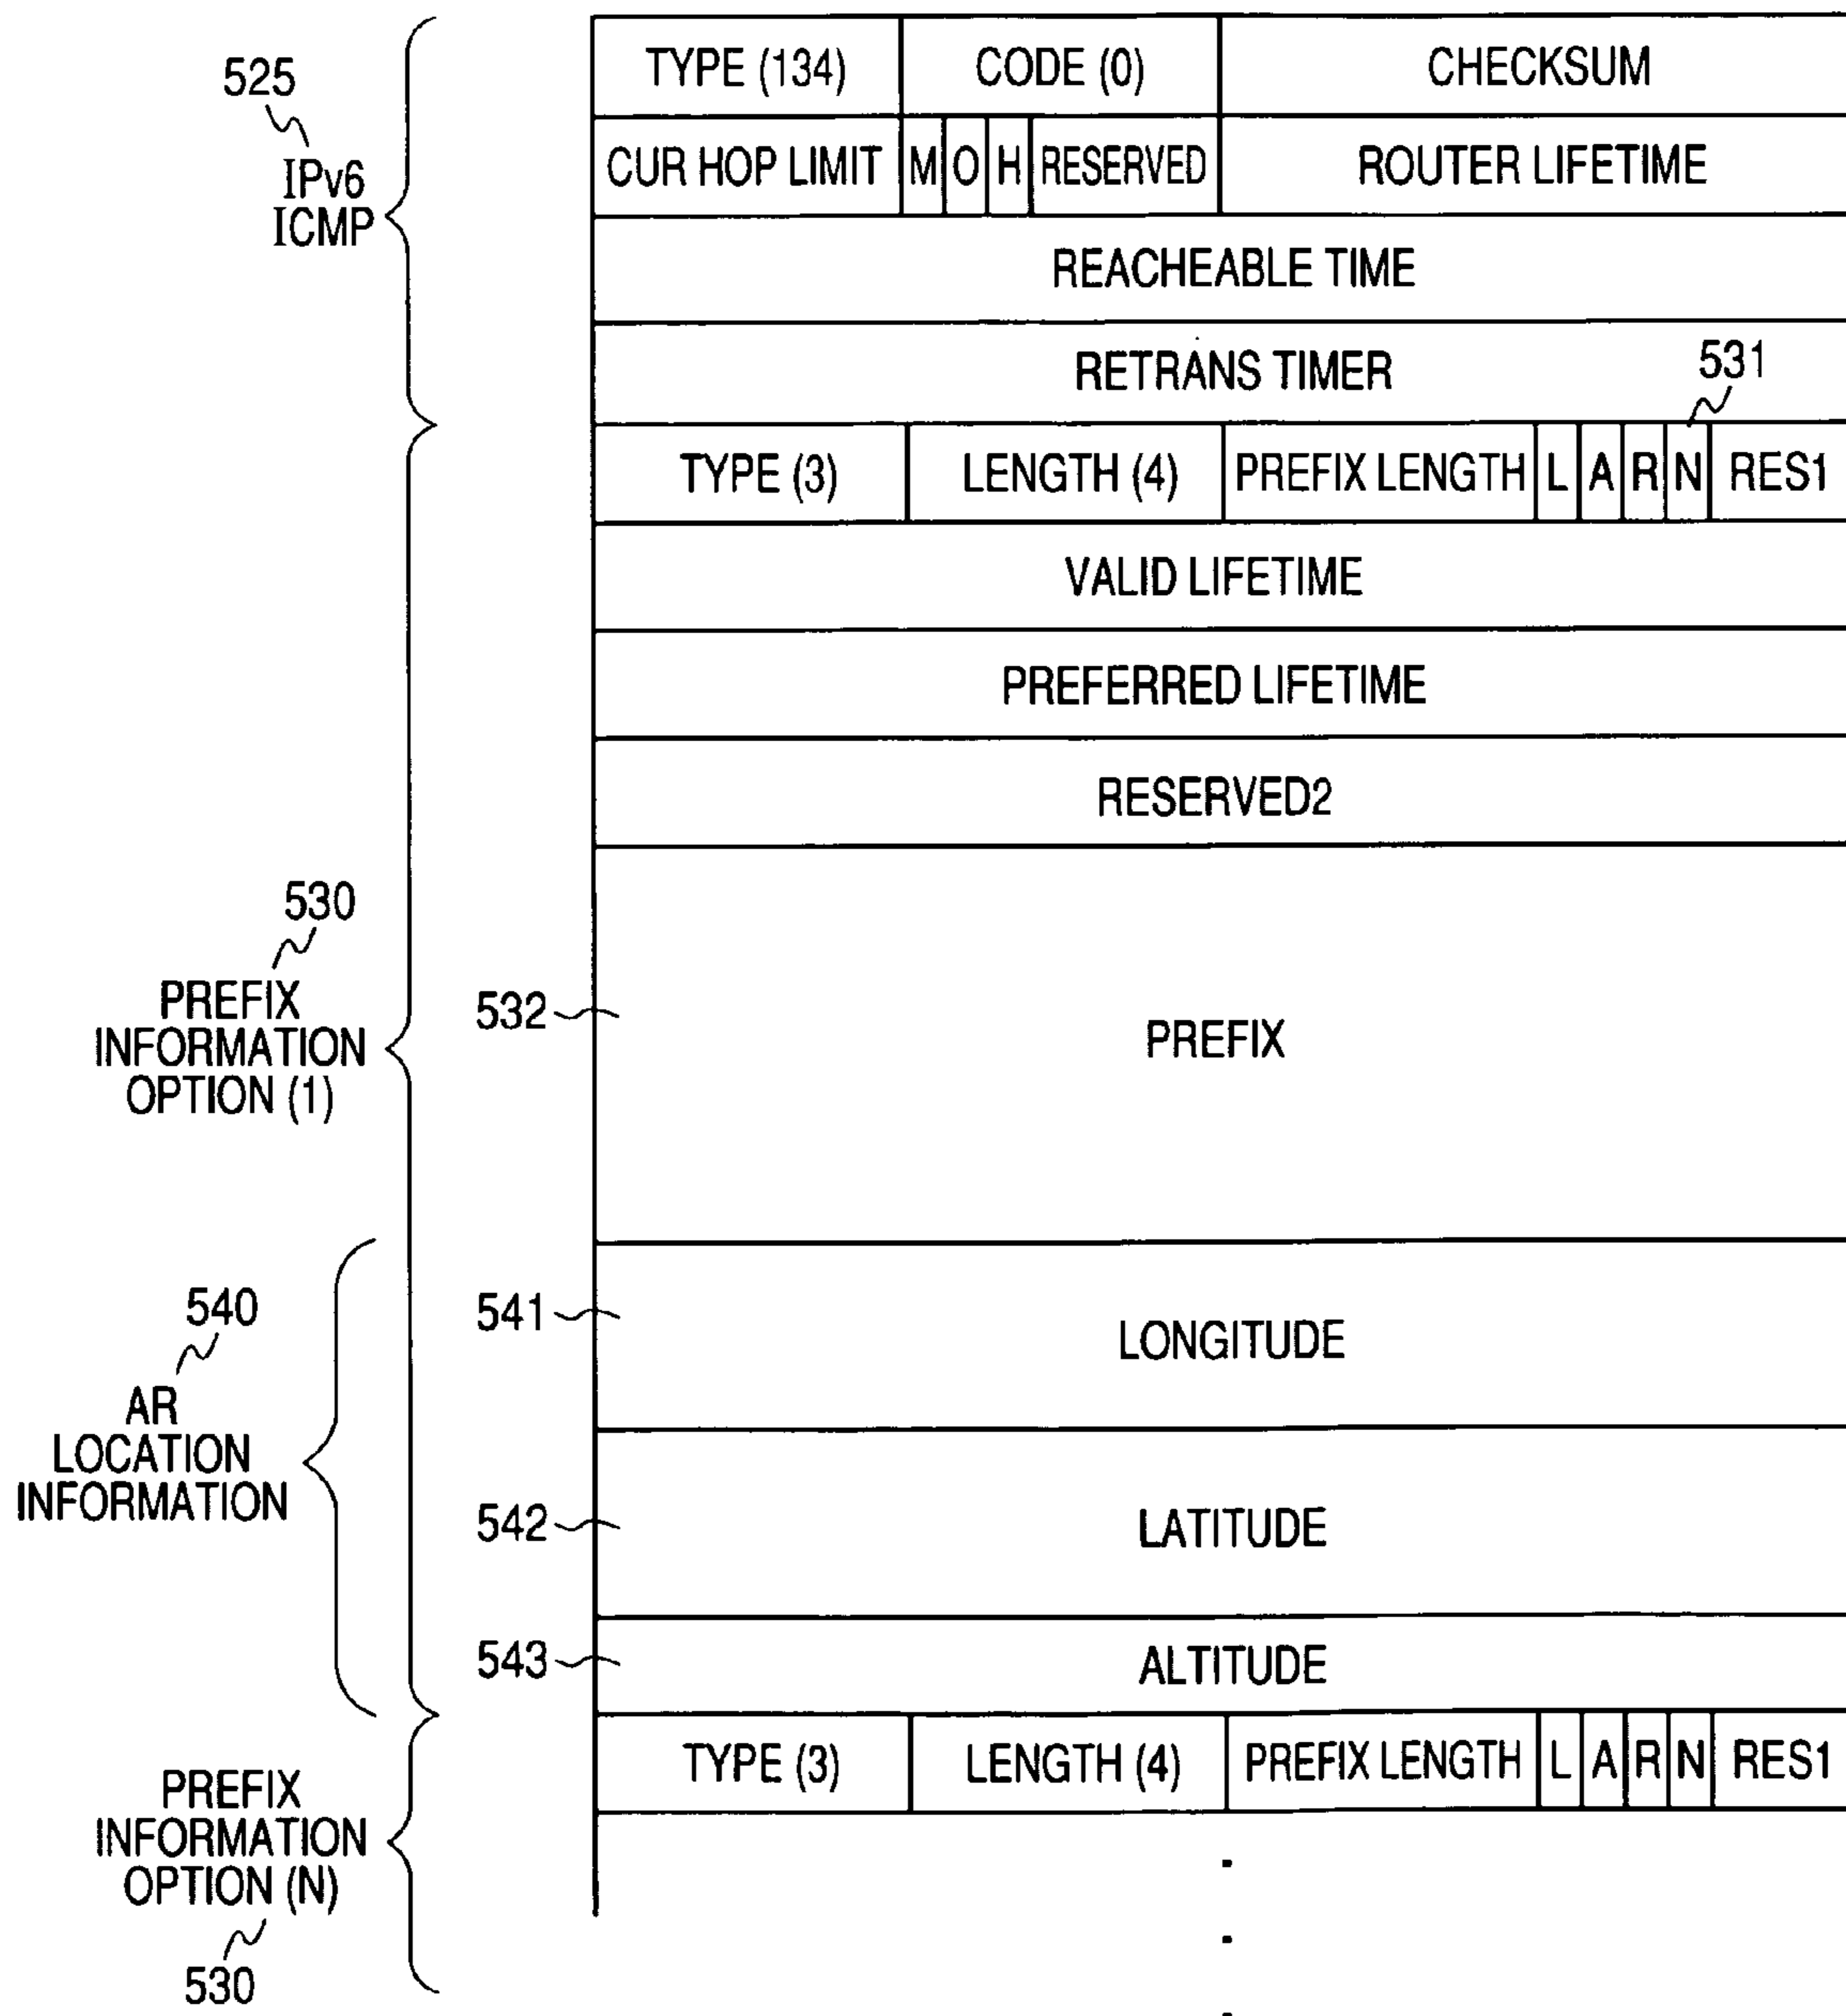 TYPE (134) CODE (0) CHECKSUM
525
IPv6
ICMP
CUR HOP LIMIT M O H RESERVED ROUTER LIFETIME
REACHEABLE TIME
RETRANS TIMER
531
TYPE (3) LENGTH (4) PREFIX LENGTH L A R N RES1
VALID LIFETIME
PREFERRED LIFETIME
RESERVED2
530
PREFIX
INFORMATION
OPTION (1)
532
PREFIX
541
LONGITUDE
540
AR
LOCATION
INFORMATION
542
LATITUDE
543
ALTITUDE
TYPE (3) LENGTH (4) PREFIX LENGTH L A R N RES1
PREFIX
INFORMATION
OPTION (N)
530